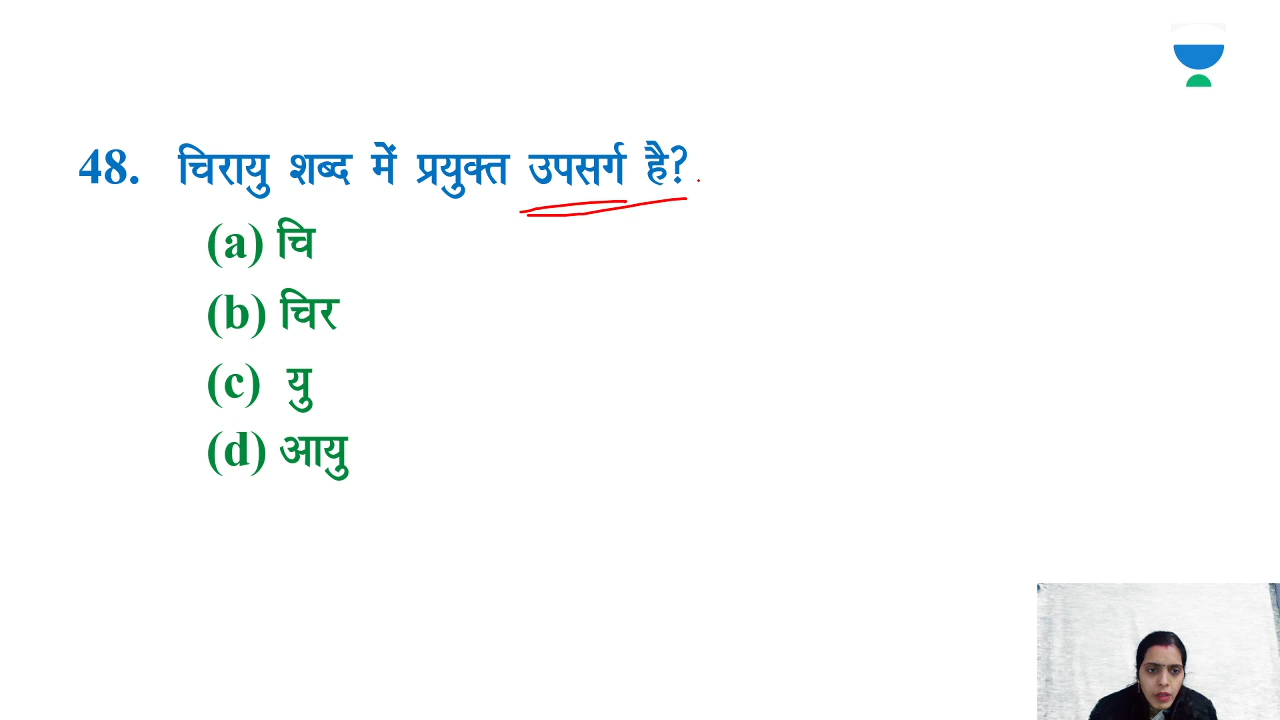 48. चिरायु शब्द में प्रयुक्त उपसर्ग है?
(a) चि
(b) चिर
(c) यु
(d) आयु